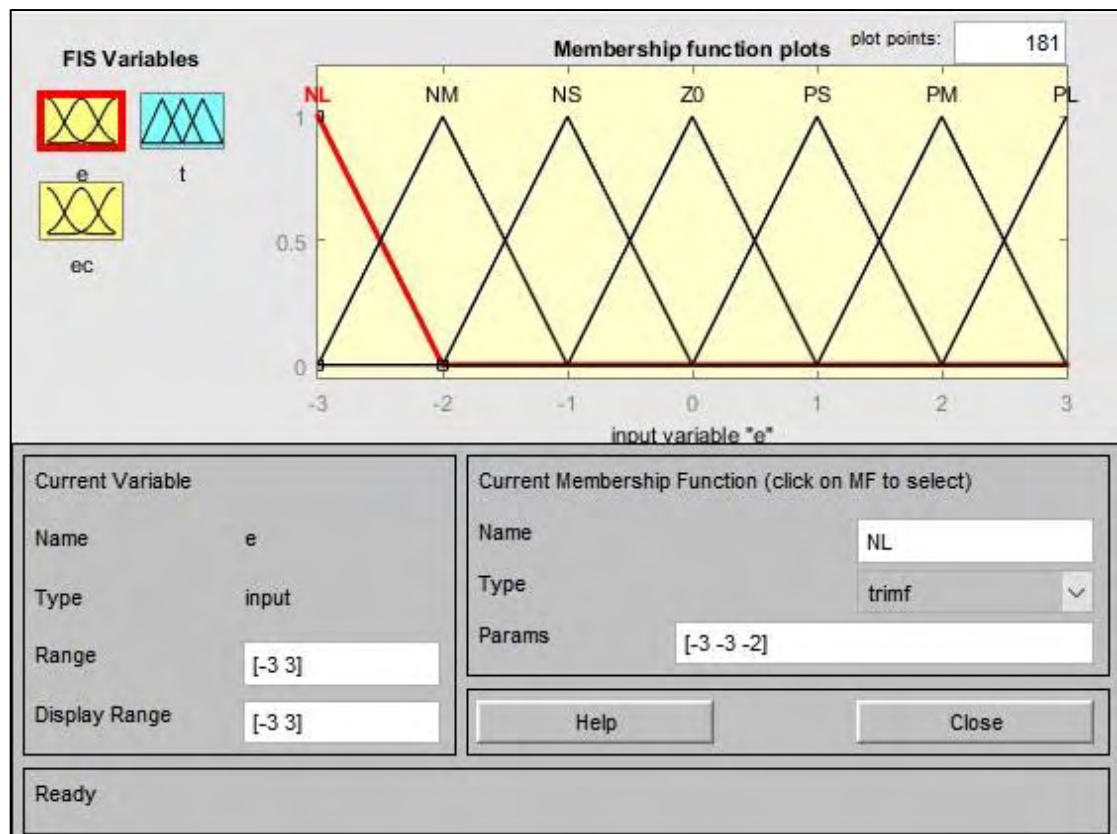 FIS Variables
Membership function plots
plot points:
181
e
t
ec
NL NM NS Z0 PS PM PL
1
0.5
0
-3 -2 -1 0 1 2 3
input variable "e"
Current Variable
Name e
Type input
Range [-3 3]
Display Range [-3 3]
Current Membership Function (click on MF to select)
Name NL
Type trimf
Params [-3 -3 -2]
Help Close
Ready